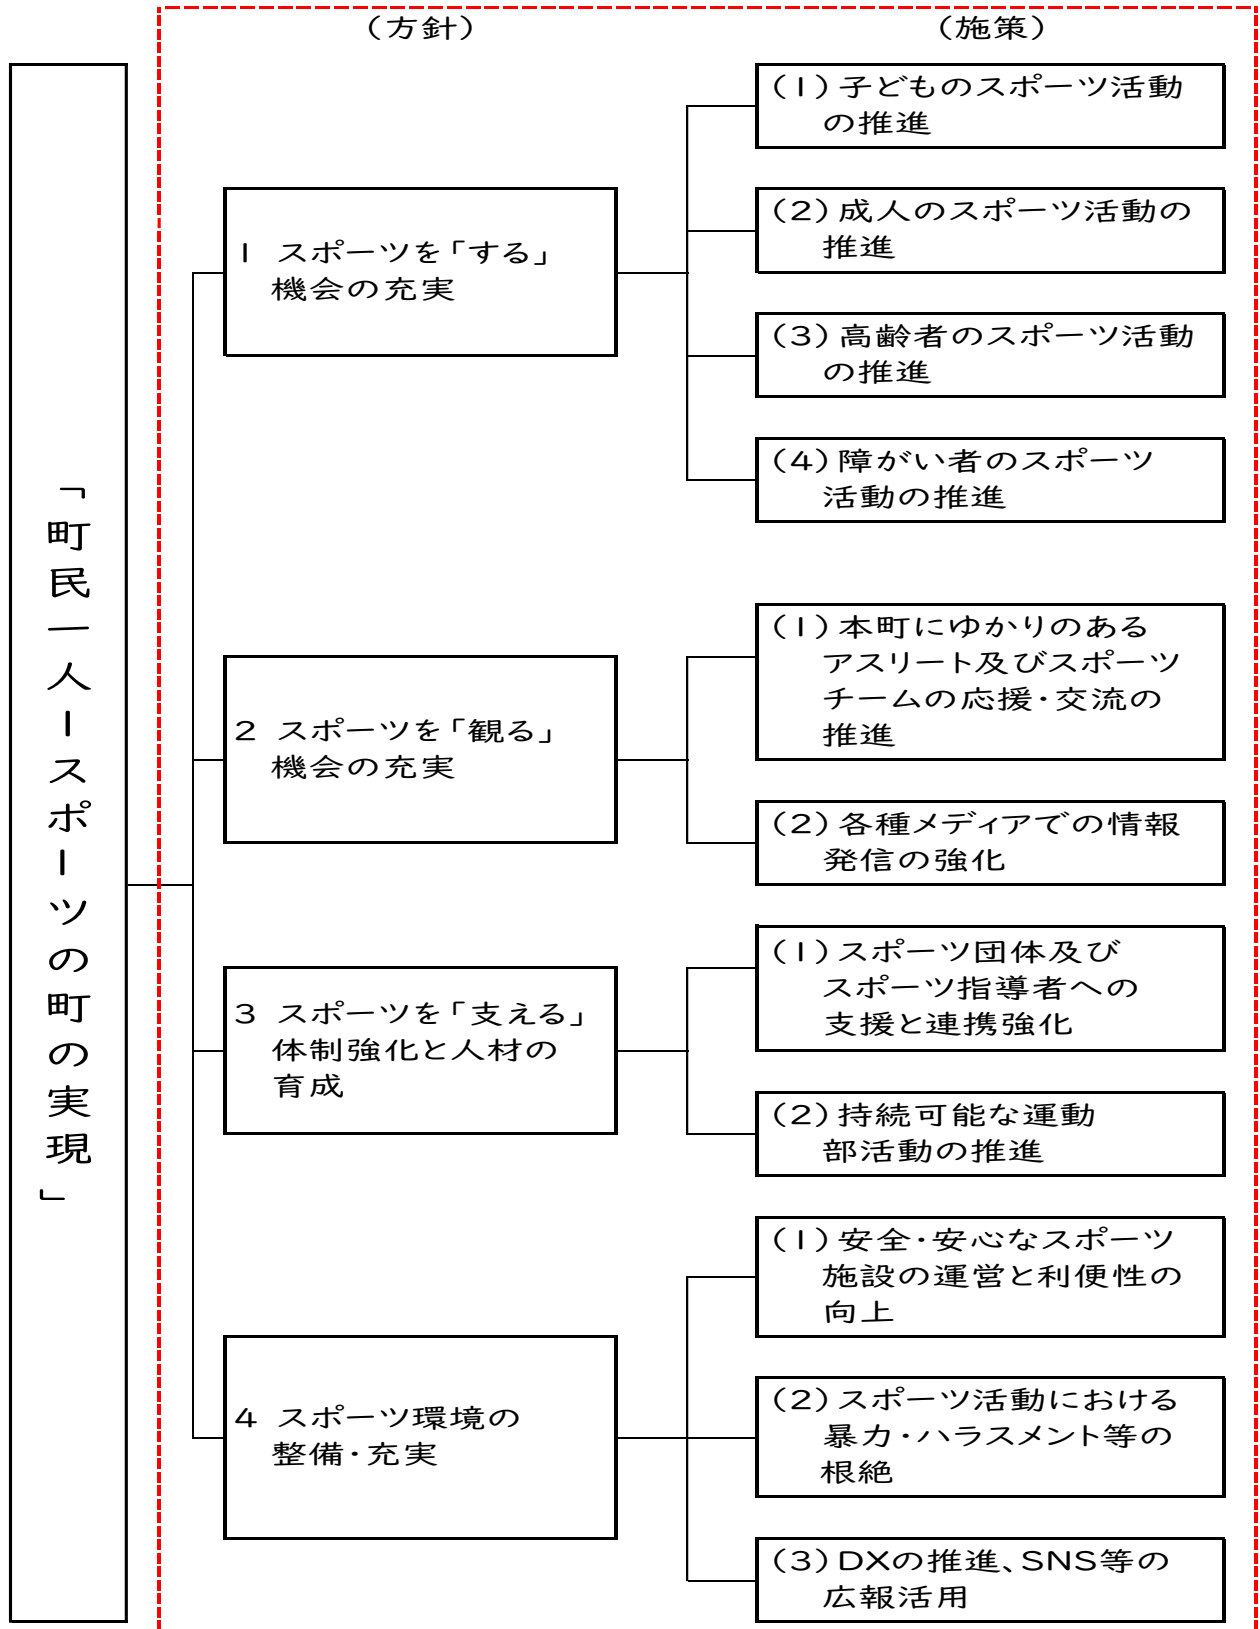 （方針）
（施策）
「町民一人１スポーツの町の実現」
１ スポーツを「する」
機会の充実
（１）子どものスポーツ活動
の推進
（２）成人のスポーツ活動の
推進
（３）高齢者のスポーツ活動
の推進
（４）障がい者のスポーツ
活動の推進
２ スポーツを「観る」
機会の充実
（１）本町にゆかりのある
アスリート及びスポーツ
チームの応援・交流の
推進
（２）各種メディアでの情報
発信の強化
３ スポーツを「支える」
体制強化と人材の
育成
（１）スポーツ団体及び
スポーツ指導者への
支援と連携強化
（２）持続可能な運動
部活動の推進
４ スポーツ環境の
整備・充実
（１）安全・安心なスポーツ
施設の運営と利便性の
向上
（２）スポーツ活動における
暴力・ハラスメント等の
根絶
（３）DXの推進、SNS等の
広報活用